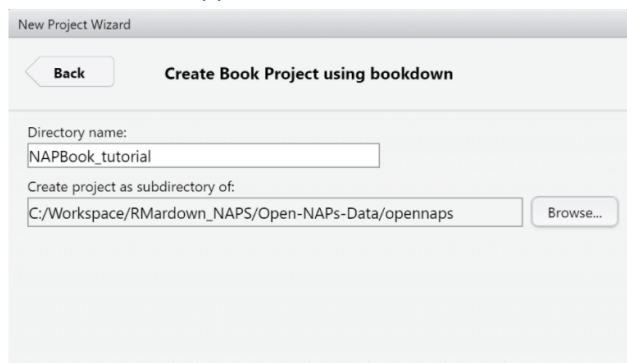 New Project Wizard
Back
Create Book Project using bookdown
Directory name:
NAPBook_tutorial
Create project as subdirectory of:
C:/Workspace/RMardown_NAPS/Open-NAPs-Data/opennaps
Browse...